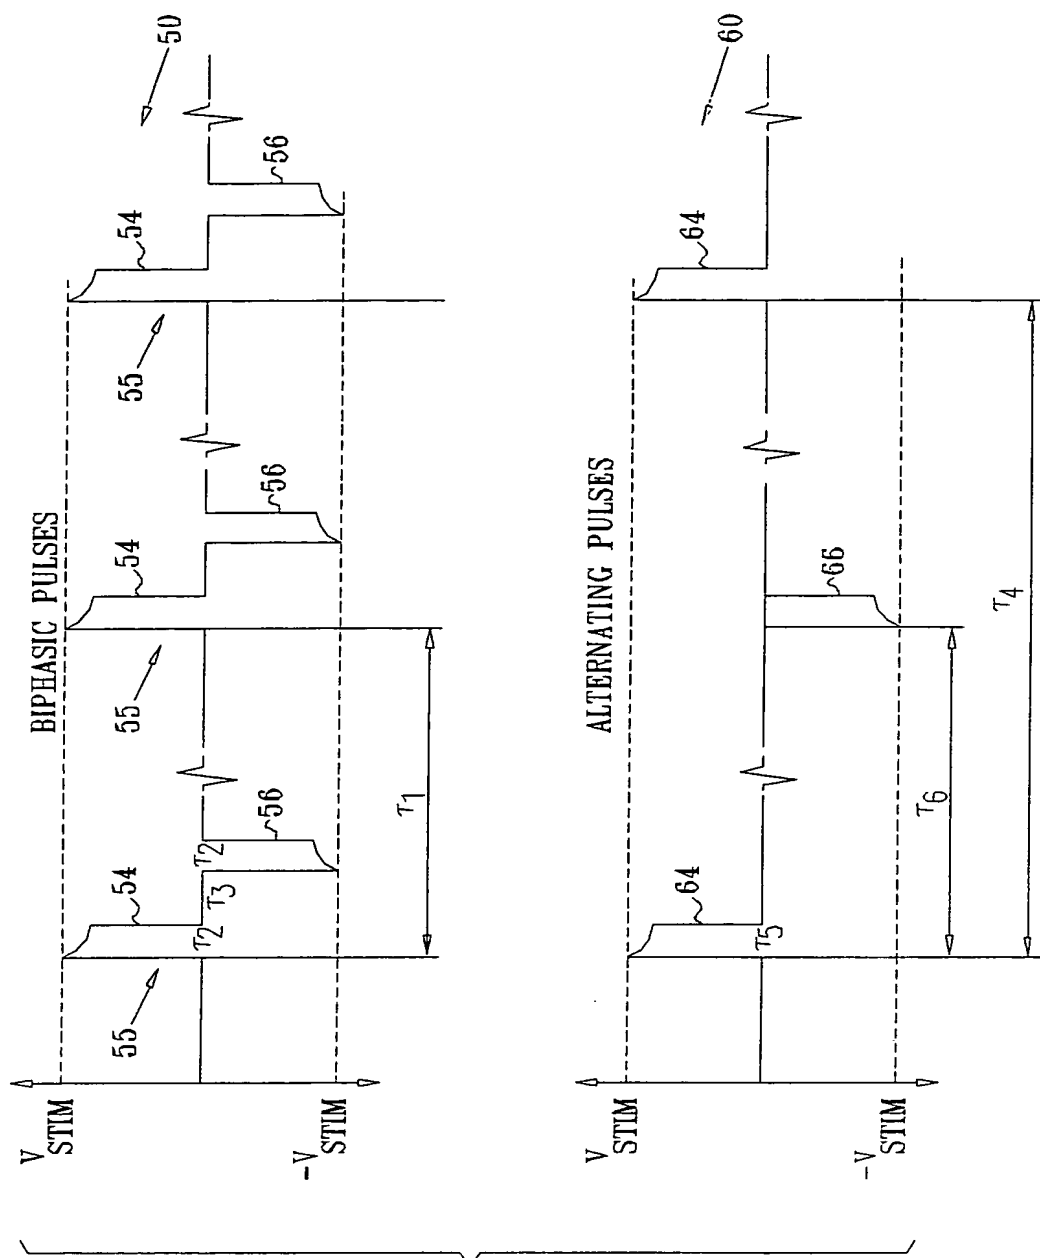 BIPHASIC PULSES
50
V STIM
-V STIM
55
54
τ2
τ3
τ2
56
τ1
55
54
56
55
54
56
ALTERNATING PULSES
60
V STIM
-V STIM
64
τ5
66
τ6
64
τ4